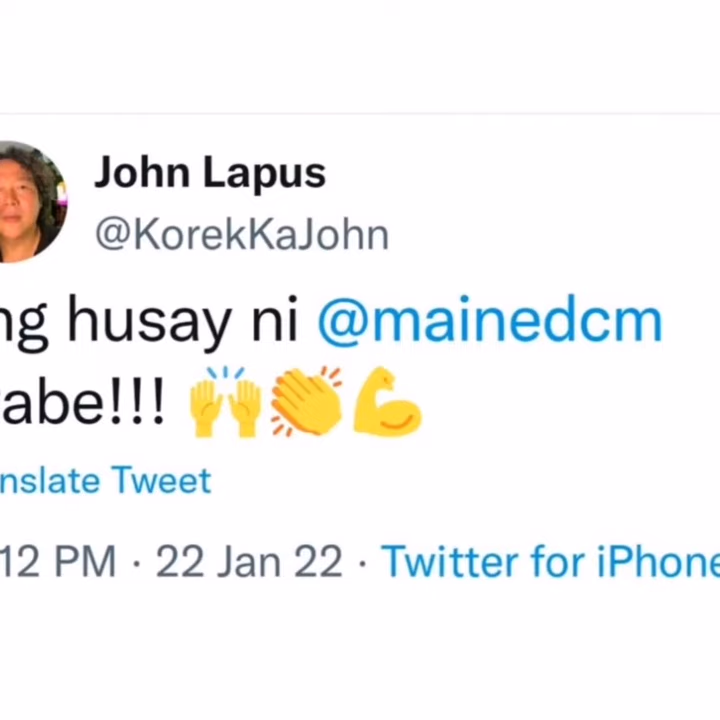 John Lapus
@KorekKaJohn
ng husay ni @mainedcm
abe!!! 🙌👏💪
nslate Tweet
12 PM · 22 Jan 22 · Twitter for iPhone